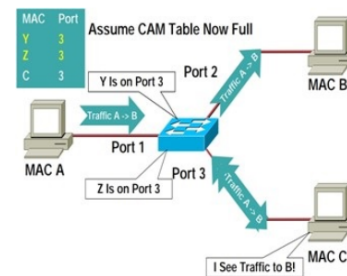 MAC Port
Y 3
Z 3
C 3
Assume CAM Table Now Full
Y Is on Port 3
Port 2
Traffic A -> B
MAC B
Traffic A -> B
Port 1
MAC A
Z Is on Port 3
Port 3
Traffic A -> B
MAC C
I See Traffic to B!